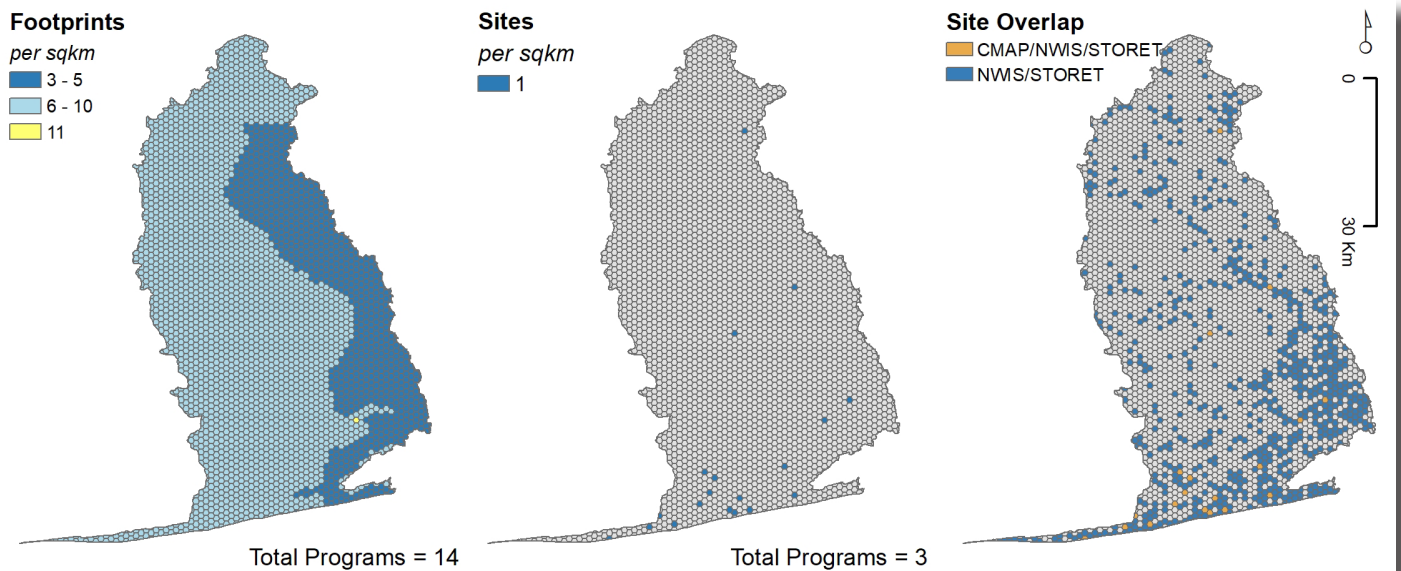 Footprints
per sqkm
3 - 5
6 - 10
11
Total Programs = 14
Sites
per sqkm
1
Total Programs = 3
Site Overlap
CMAP/NWIS/STORET
NWIS/STORET
0
30 Km